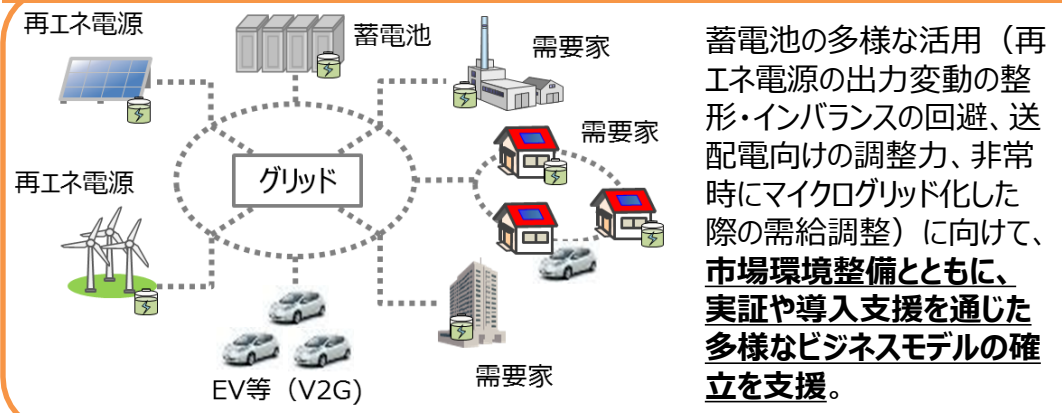 再エネ電源
蓄電池
需要家
需要家
再エネ電源
グリッド
EV等（V2G)
需要家
蓄電池の多様な活用（再
エネ電源の出力変動の整
形・インバランスの回避、送
配電向けの調整力、非常
時にマイクログリッド化した
際の需給調整）に向けて、
市場環境整備とともに、
実証や導入支援を通じた
多様なビジネスモデルの確
立を支援。